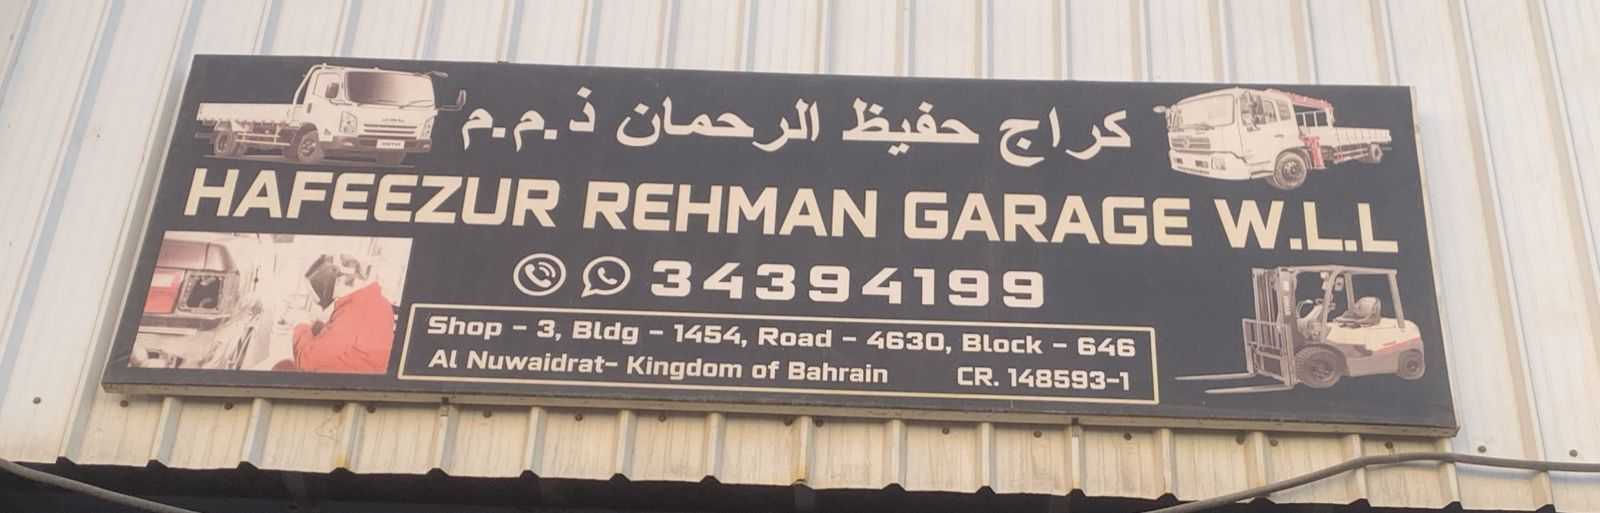 كراج حفيظ الرحمان ذ.م.م
HAFEEZUR REHMAN GARAGE W.L.L
34394199
Shop - 3, Bldg - 1454, Road - 4630, Block - 646
Al Nuwaidrat- Kingdom of Bahrain CR. 148593-1